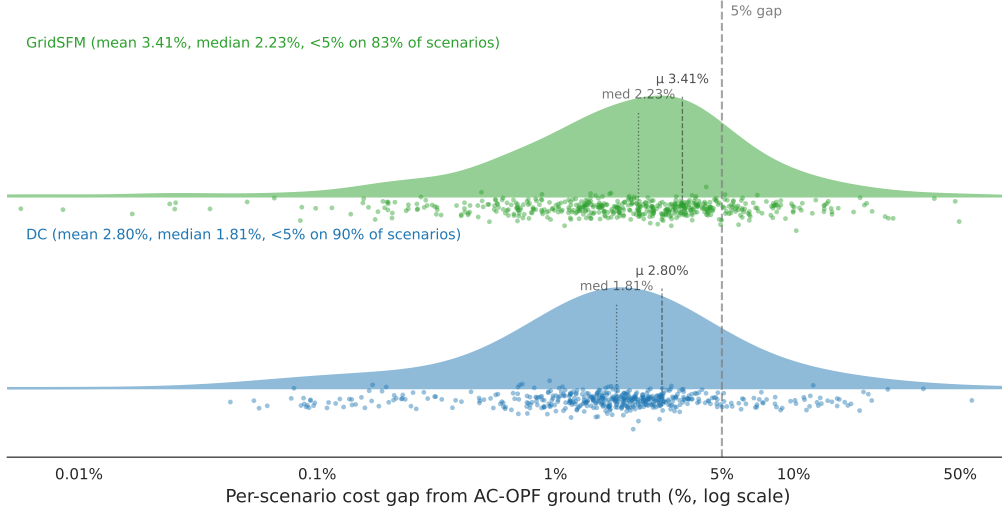 5% gap
GridSFM (mean 3.41%, median 2.23%, <5% on 83% of scenarios)
μ 3.41%
med 2.23%
DC (mean 2.80%, median 1.81%, <5% on 90% of scenarios)
μ 2.80%
med 1.81%
0.01% 0.1% 1% 5% 10% 50%
Per-scenario cost gap from AC-OPF ground truth (%, log scale)